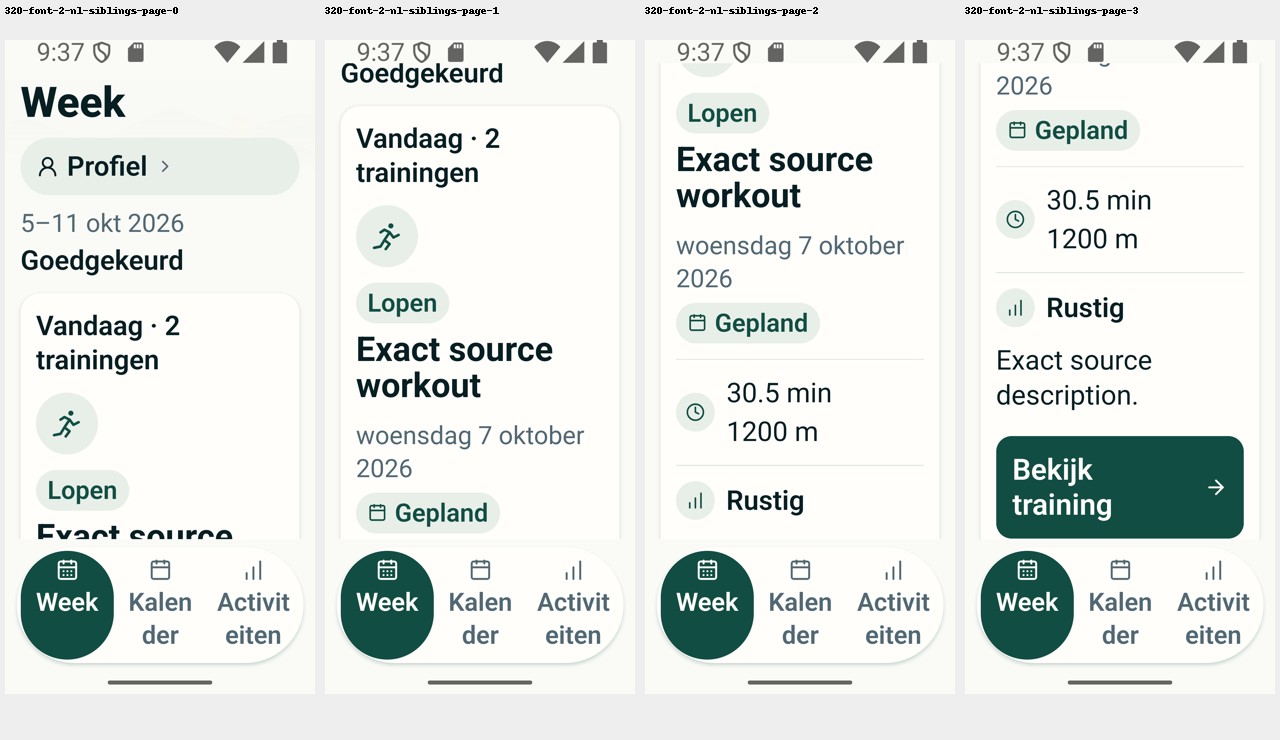 320-font-2-nl-siblings-page-0
9:37
Week
Profiel
5–11 okt 2026
Goedgekeurd
Vandaag · 2
trainingen
Lopen
Exact source
Week
Kalen
der
Activit
eiten
320-font-2-nl-siblings-page-1
9:37
Goedgekeurd
Vandaag · 2
trainingen
Lopen
Exact source
workout
woensdag 7 oktober
2026
Gepland
Week
Kalen
der
Activit
eiten
320-font-2-nl-siblings-page-2
9:37
Lopen
Exact source
workout
woensdag 7 oktober
2026
Gepland
30.5 min
1200 m
Rustig
Week
Kalen
der
Activit
eiten
320-font-2-nl-siblings-page-3
9:37
2026
Gepland
30.5 min
1200 m
Rustig
Exact source
description.
Bekijk
training
Week
Kalen
der
Activit
eiten